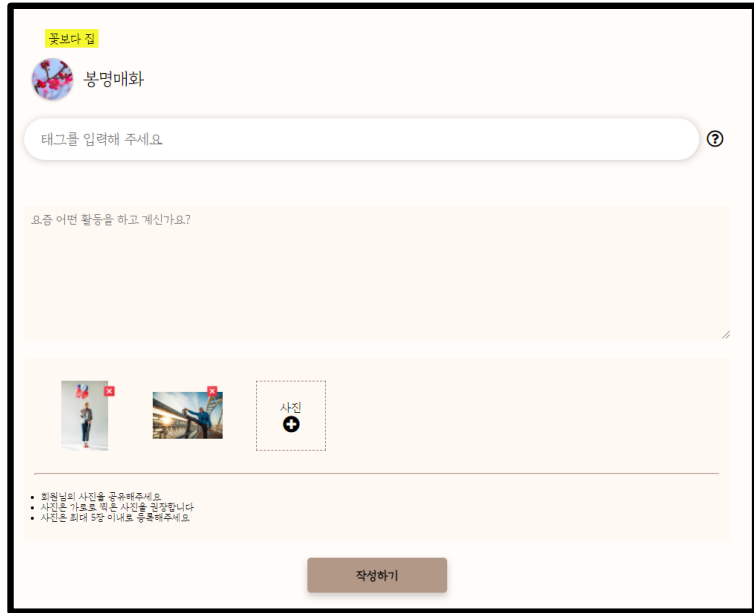 꽃보다 집
봉명매화
태그를 입력해 주세요
요즘 어떤 활동을 하고 계신가요?
사진
회원님의 사진을 공유해주세요
사진은 가로로 찍은 사진을 권장합니다
사진은 최대 5장 이내로 등록해주세요
작성하기